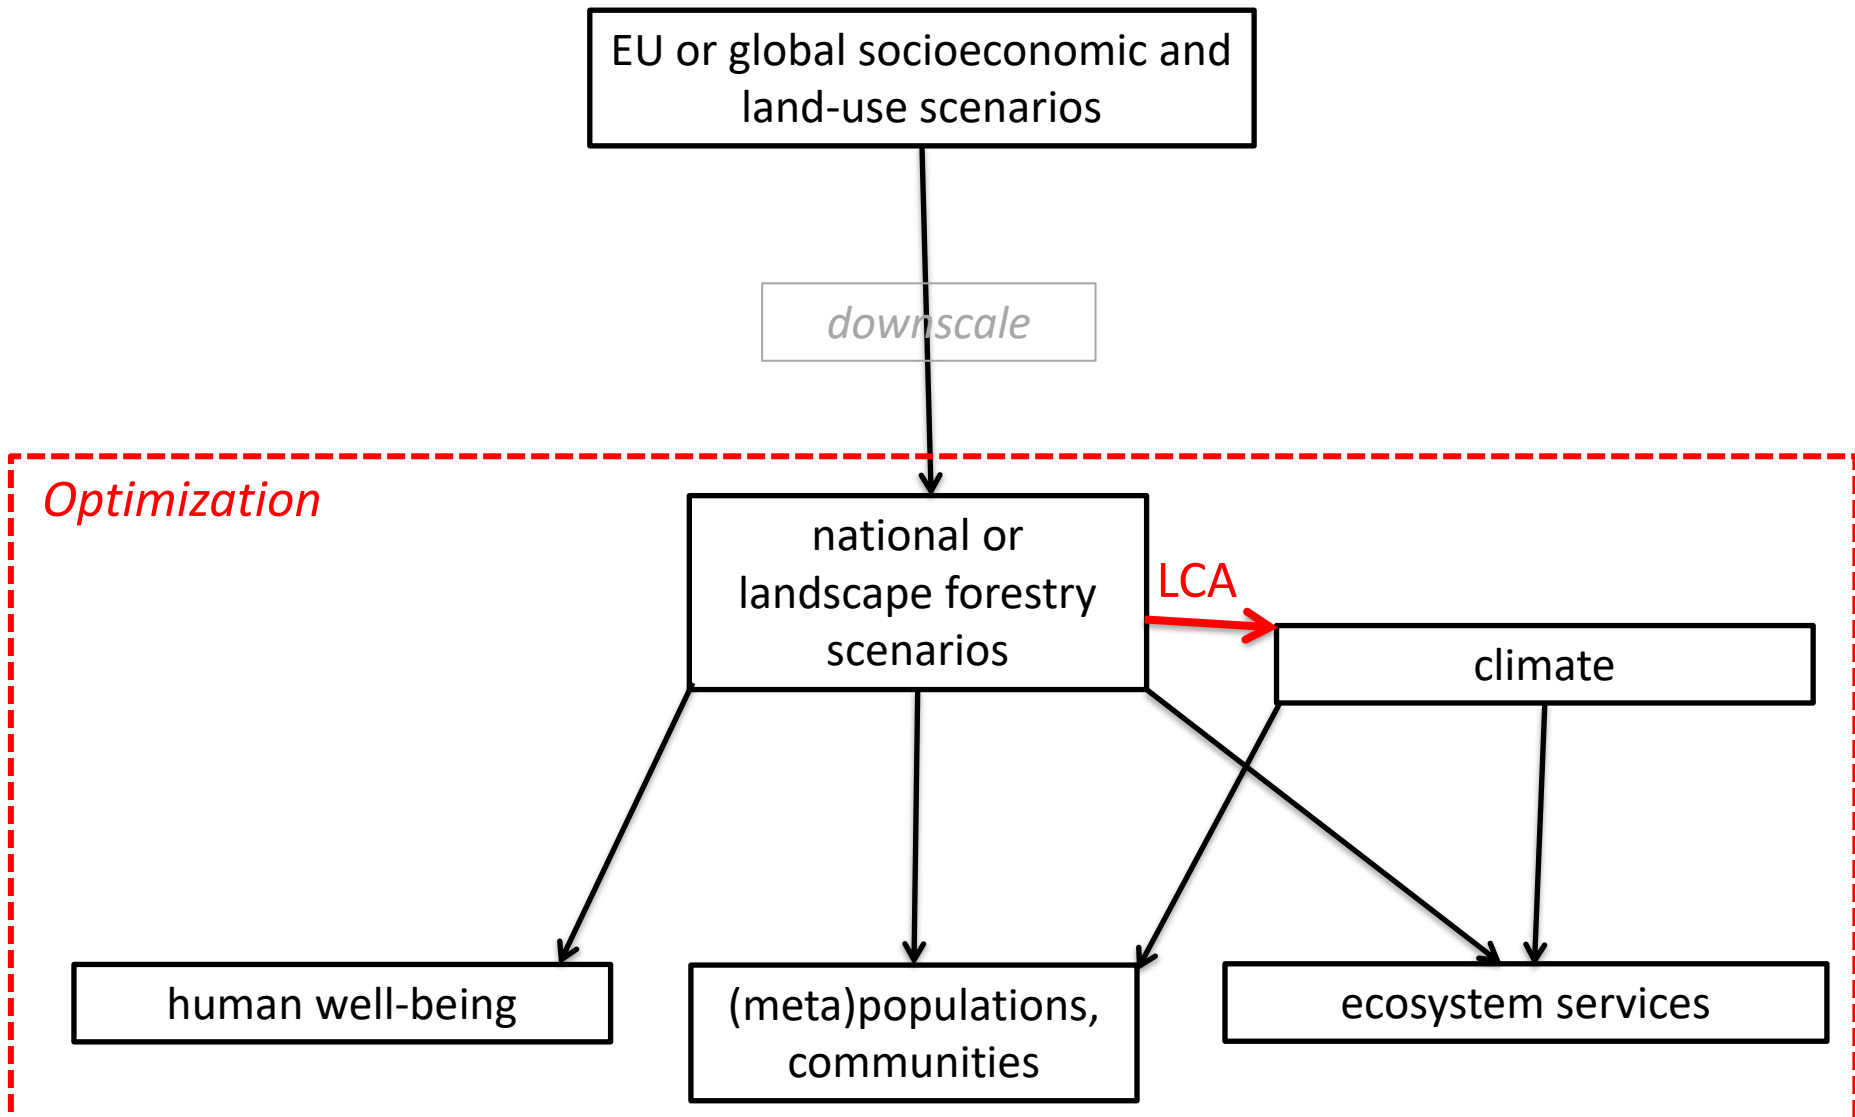 EU or global socioeconomic and
land-use scenarios
downscale
Optimization
national or
landscape forestry
scenarios
LCA
climate
human well-being
(meta)populations,
communities
ecosystem services